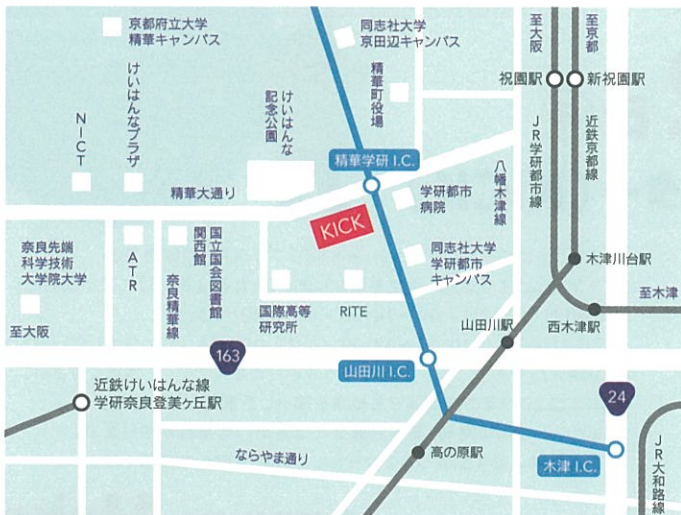 京都府立大学
精華キャンパス
同志社大学
京田辺キャンパス
至大阪
至京都
けいはんなプラザ
けいはんな
記念公園
精華町役場
祝園駅
新祝園駅
NICT
JR学研都市線
近鉄京都線
精華学研 I.C.
八幡木津線
精華大通り
学研都市
病院
KICK
奈良先端
科学技術
大学院大学
ATR
国立国会図書館
関西館
奈良精華線
同志社大学
学研都市
キャンパス
木津川台駅
国際高等
研究所
RITE
至木津
至大阪
山田川駅
西木津駅
163
山田川 I.C.
近鉄けいはんな線
学研奈良登美ヶ丘駅
24
ならやま通り
高の原駅
木津 I.C.
JR大和路線